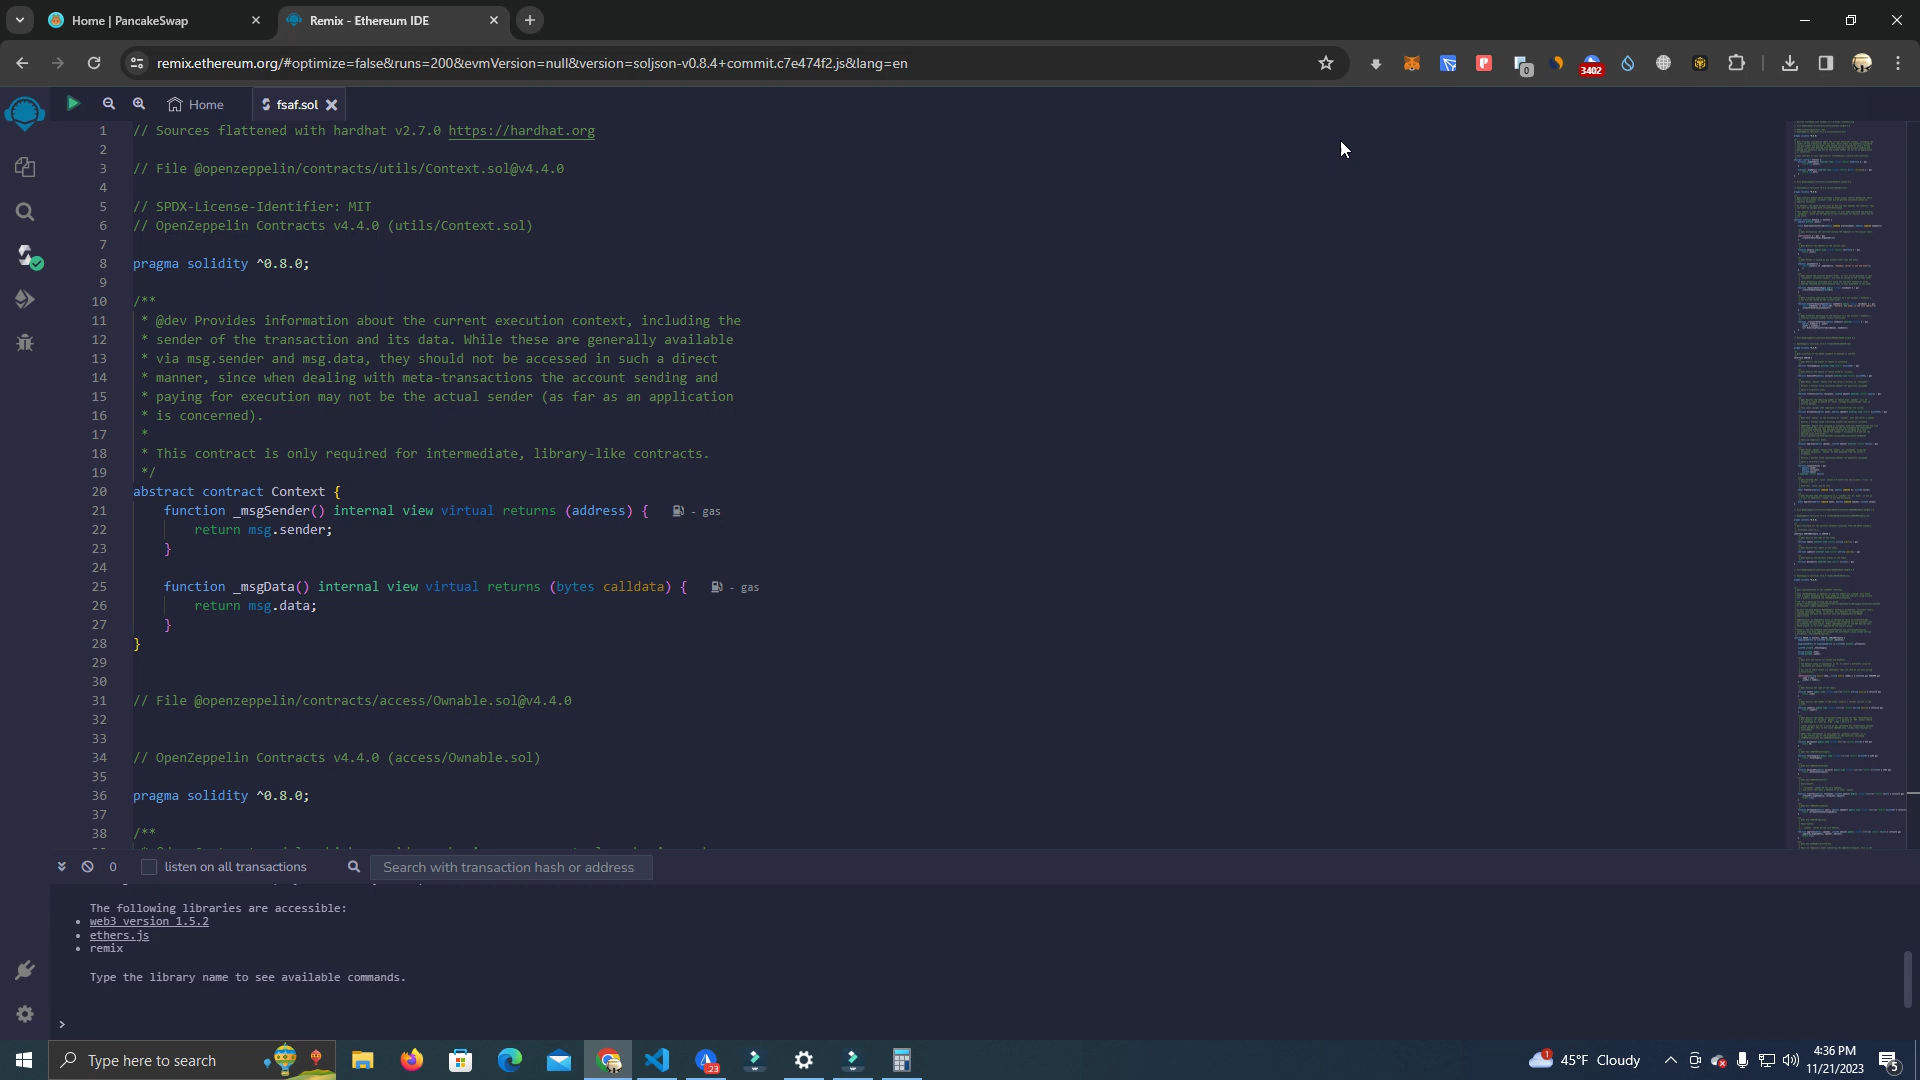 Home | PancakeSwap
Remix - Ethereum IDE
remix.ethereum.org/#optimize=false&runs=200&evmVersion=null&version=soljson-v0.8.4+commit.c7e474f2.js&lang=en
0
3402
Home
fsaf.sol
1 // Sources flattened with hardhat v2.7.0 https://hardhat.org
2
3 // File @openzeppelin/contracts/utils/Context.sol@v4.4.0
4
5 // SPDX-License-Identifier: MIT
6 // OpenZeppelin Contracts v4.4.0 (utils/Context.sol)
7
8 pragma solidity ^0.8.0;
9
10 /**
11 * @dev Provides information about the current execution context, including the
12 * sender of the transaction and its data. While these are generally available
13 * via msg.sender and msg.data, they should not be accessed in such a direct
14 * manner, since when dealing with meta-transactions the account sending and
15 * paying for execution may not be the actual sender (as far as an application
16 * is concerned).
17 *
18 * This contract is only required for intermediate, library-like contracts.
19 */
20 abstract contract Context {
21 function _msgSender() internal view virtual returns (address) { - gas
22 return msg.sender;
23 }
24
25 function _msgData() internal view virtual returns (bytes calldata) { - gas
26 return msg.data;
27 }
28 }
29
30
31 // File @openzeppelin/contracts/access/Ownable.sol@v4.4.0
32
33
34 // OpenZeppelin Contracts v4.4.0 (access/Ownable.sol)
35
36 pragma solidity ^0.8.0;
37
38 /**
0
listen on all transactions
Search with transaction hash or address
The following libraries are accessible:
• web3 version 1.5.2
• ethers.js
• remix
Type the library name to see available commands.
>
Type here to search
23
1
45°F Cloudy
4:36 PM
11/21/2023
5